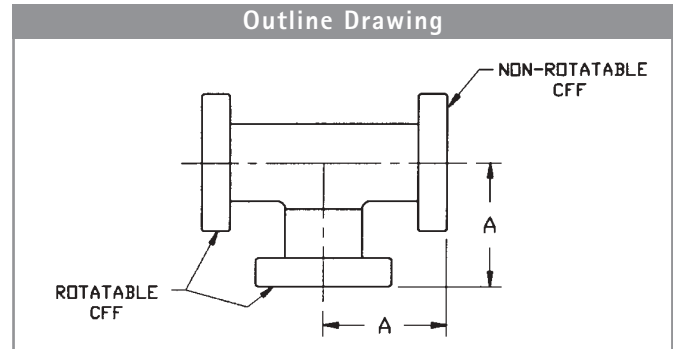 Outline Drawing
NON-ROTATABLE
CFF
A
ROTATABLE
CFF
A